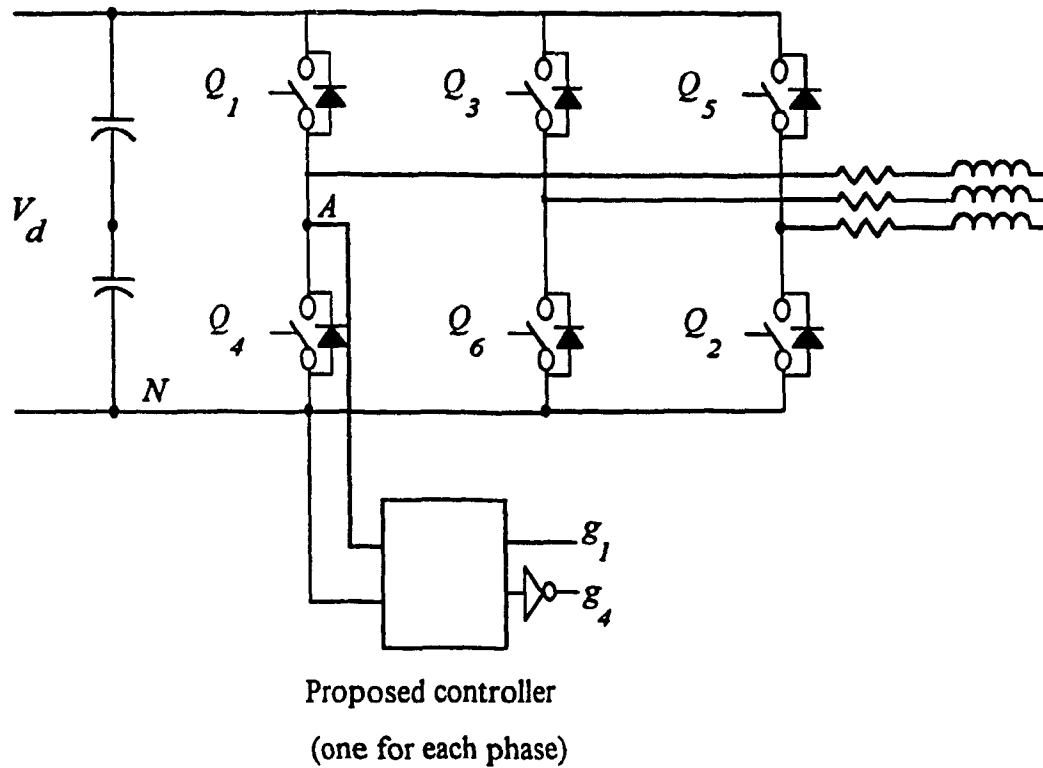 Q1
Q3
Q5
Vd
A
Q4
Q6
Q2
N
g1
g4
Proposed controller
(one for each phase)